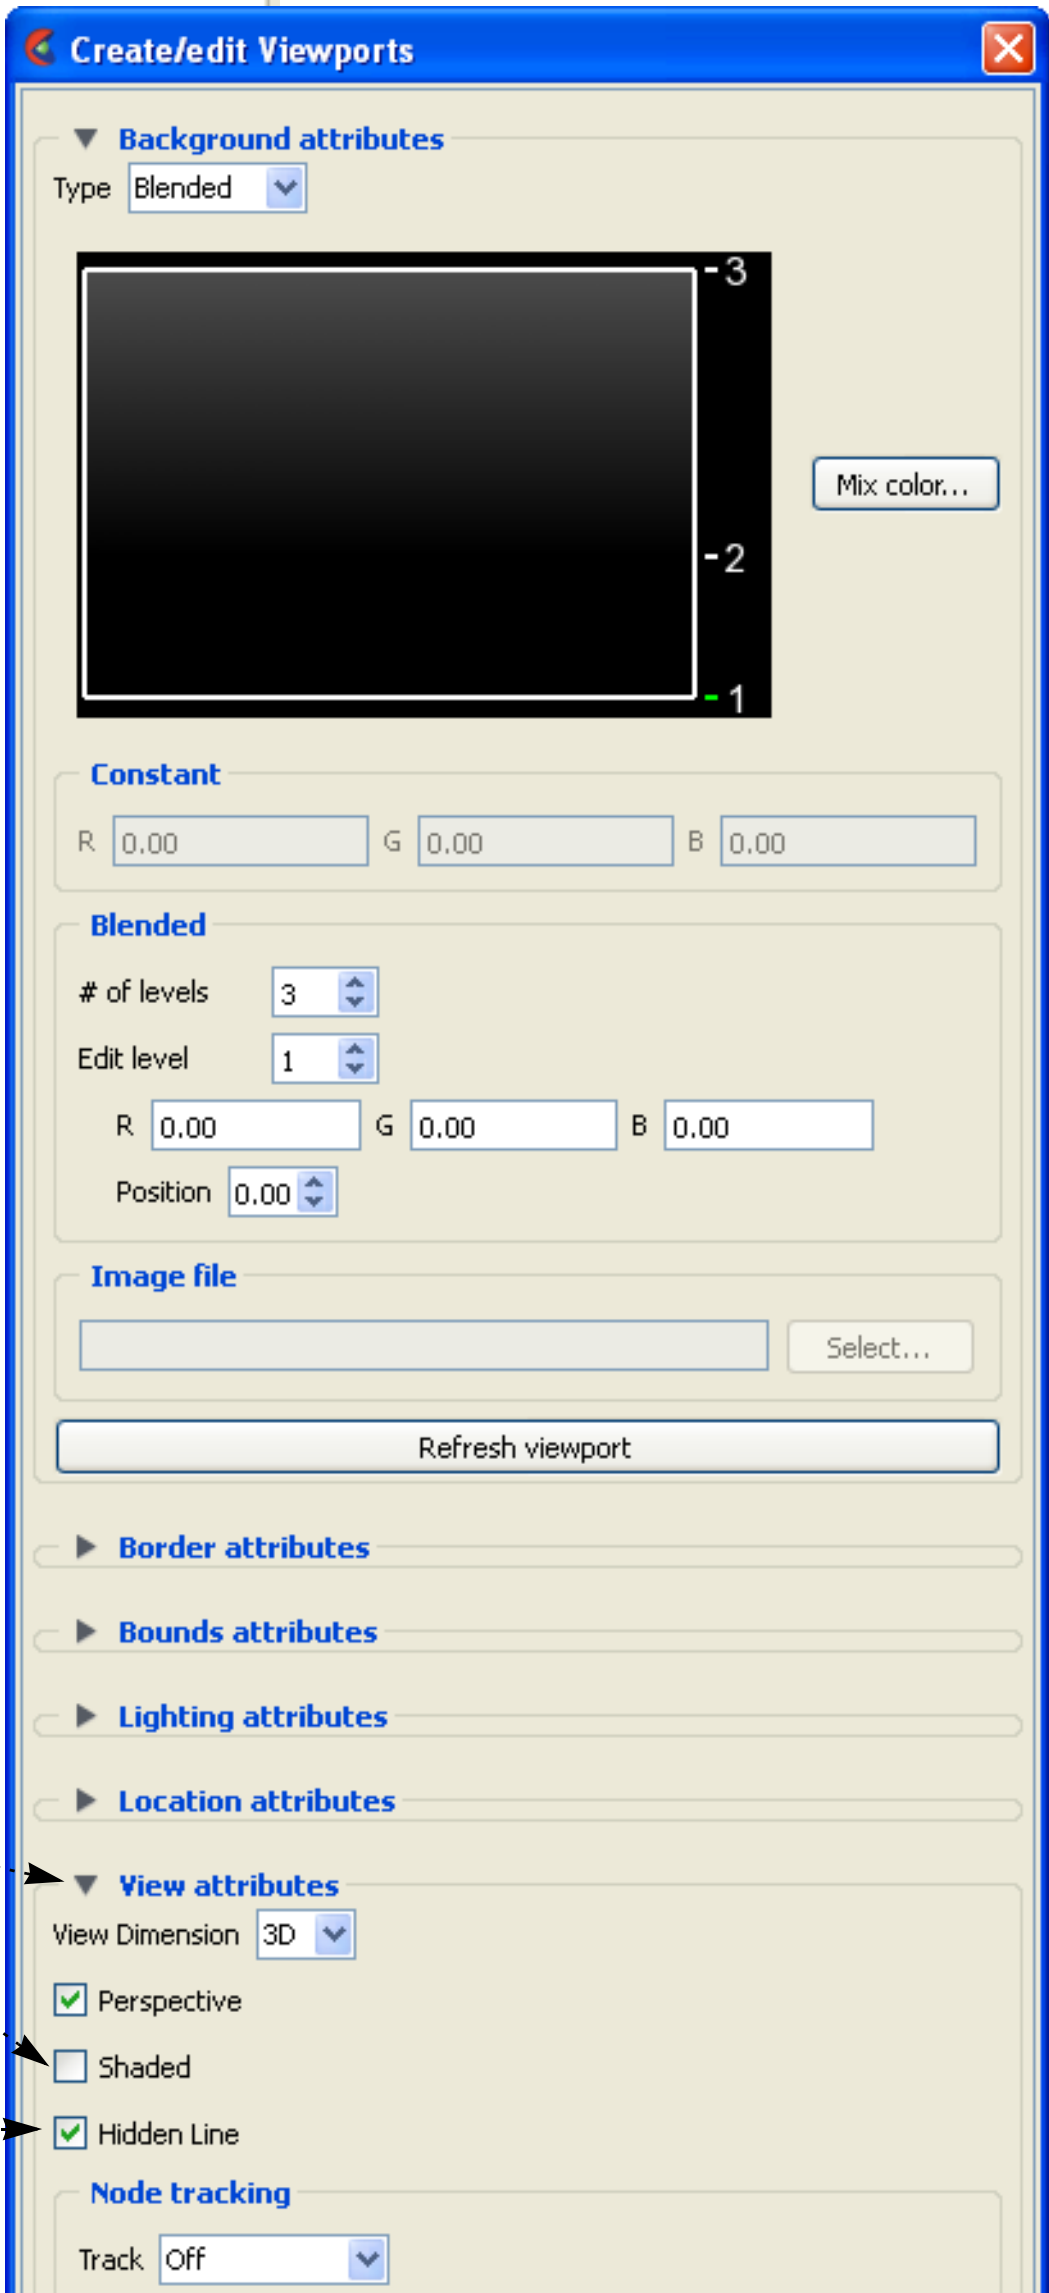 Create/edit Viewports
Background attributes
Type Blended
3
Mix color...
2
1
Constant
R 0.00 G 0.00 B 0.00
Blended
# of levels 3
Edit level 1
R 0.00 G 0.00 B 0.00
Position 0.00
Image file
Select...
Refresh viewport
Border attributes
Bounds attributes
Lighting attributes
Location attributes
View attributes
View Dimension 3D
Perspective
Shaded
Hidden Line
Node tracking
Track Off